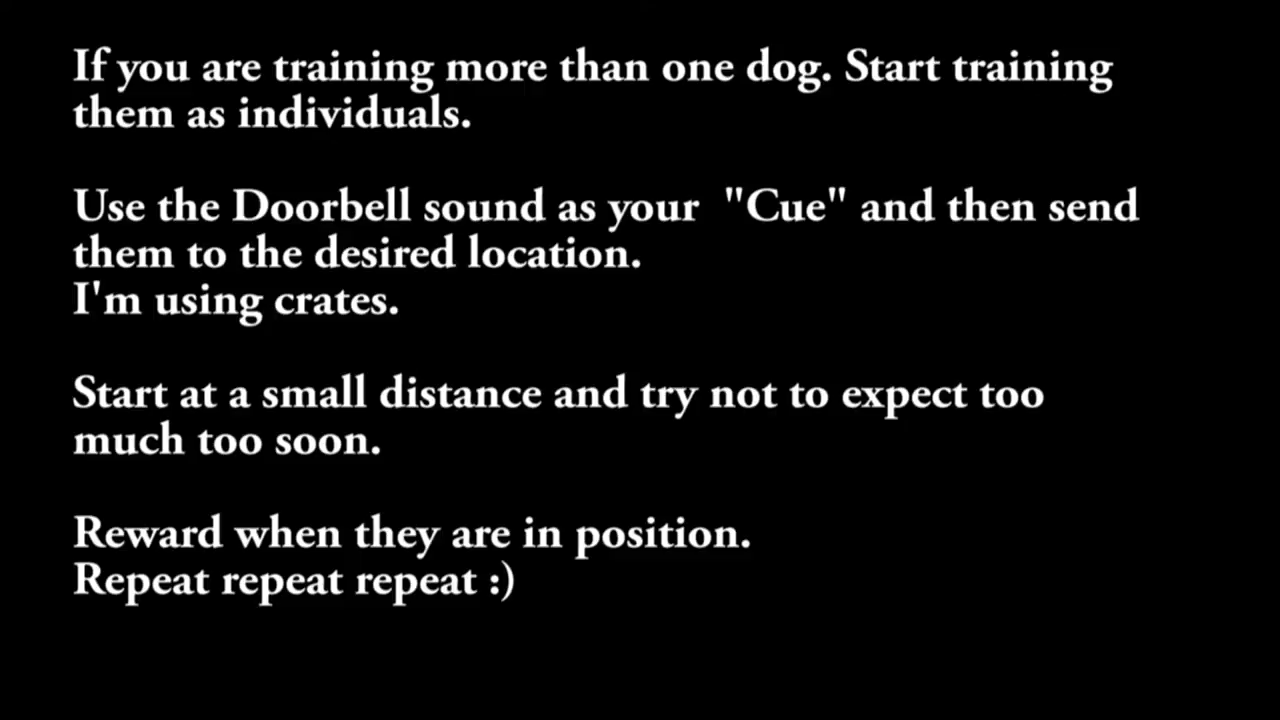 If you are training more than one dog. Start training
them as individuals.
Use the Doorbell sound as your  "Cue" and then send
them to the desired location.
I'm using crates.
Start at a small distance and try not to expect too
much too soon.
Reward when they are in position.
Repeat repeat repeat :)